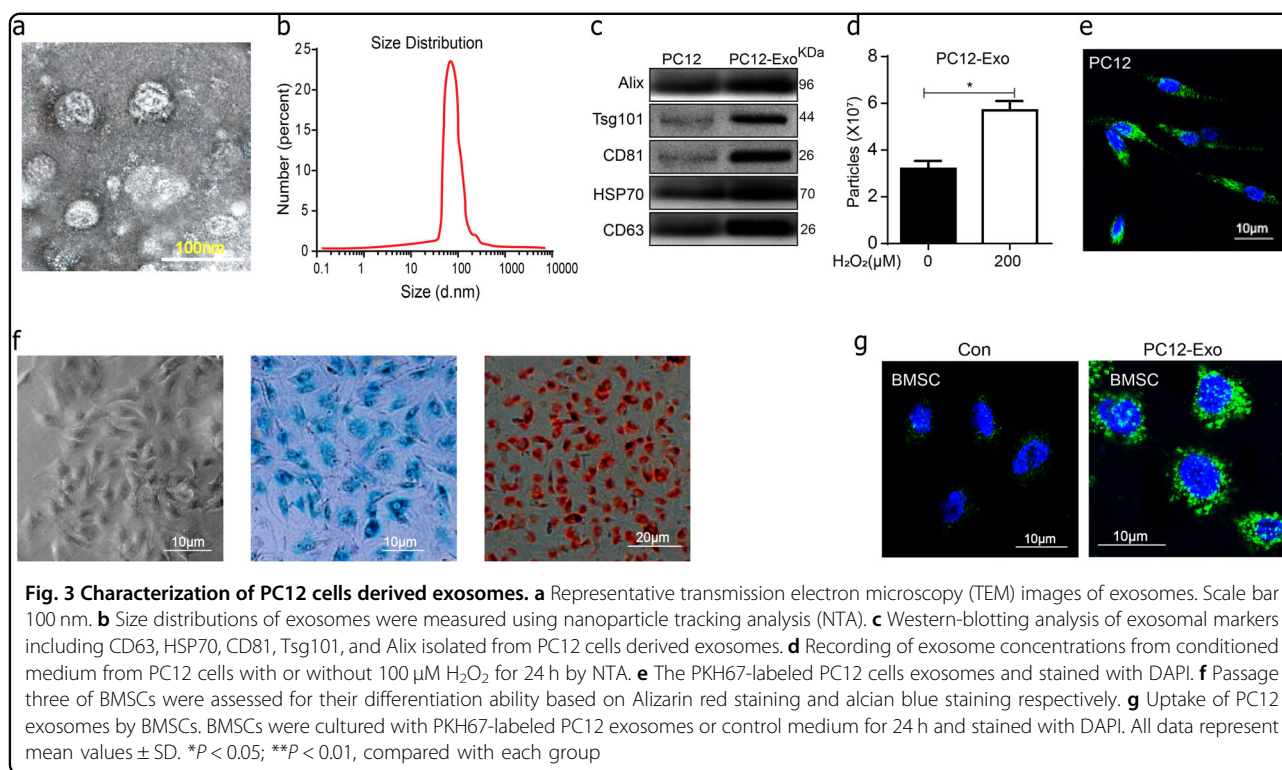 a
100nm
b
Size Distribution
Number (percent)
25
20
15
10
5
0
0.1 1 10 100 1000 10000
Size (d.nm)
c
PC12 PC12-Exo KDa
Alix 96
Tsg101 44
CD81 26
HSP70 70
CD63 26
d
PC12-Exo
*
Particles (X10⁷)
8
6
4
2
0
H₂O₂(μM) 0 200
e
PC12
10μm
f
10μm
10μm
20μm
g
Con PC12-Exo
BMSC BMSC
10μm 10μm
Fig. 3 Characterization of PC12 cells derived exosomes. a Representative transmission electron microscopy (TEM) images of exosomes. Scale bar
100 nm. b Size distributions of exosomes were measured using nanoparticle tracking analysis (NTA). c Western-blotting analysis of exosomal markers
including CD63, HSP70, CD81, Tsg101, and Alix isolated from PC12 cells derived exosomes. d Recording of exosome concentrations from conditioned
medium from PC12 cells with or without 100 μM H₂O₂ for 24 h by NTA. e The PKH67-labeled PC12 cells exosomes and stained with DAPI. f Passage
three of BMSCs were assessed for their differentiation ability based on Alizarin red staining and alcian blue staining respectively. g Uptake of PC12
exosomes by BMSCs. BMSCs were cultured with PKH67-labeled PC12 exosomes or control medium for 24 h and stained with DAPI. All data represent
mean values ± SD. *P < 0.05; **P < 0.01, compared with each group